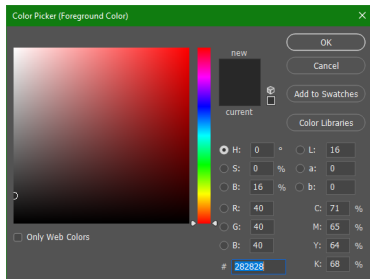 Color Picker (Foreground Color)
new
current
OK
Cancel
Add to Swatches
Color Libraries
H: 0 °
L: 16
S: 0 %
a: 0
B: 16 %
b: 0
R: 40
C: 71 %
G: 40
M: 65 %
B: 40
Y: 64 %
# 282828
K: 68 %
Only Web Colors